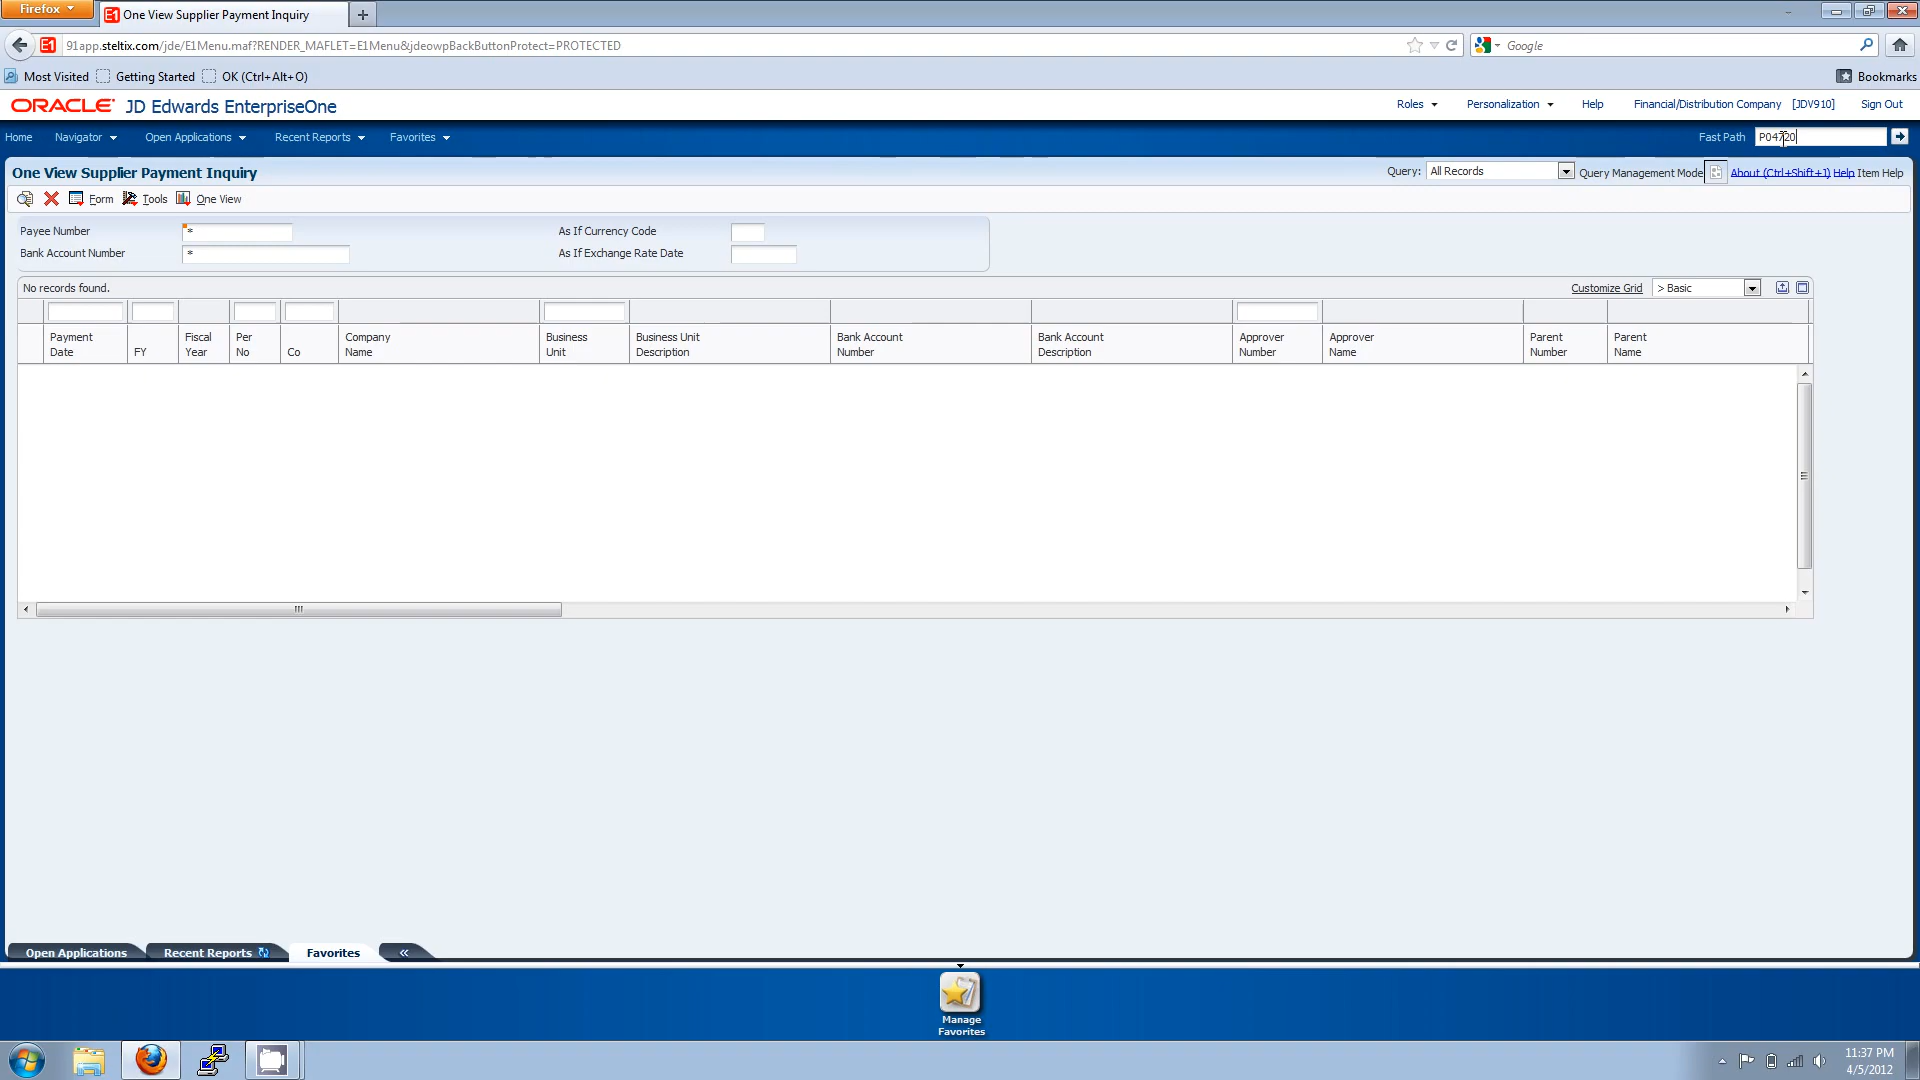 Firefox
One View Supplier Payment Inquiry
91app.steltix.com/jde/E1Menu.maf?RENDER_MAFLET=E1Menu&jdeowpBackButtonProtect=PROTECTED
Google
Most Visited Getting Started OK (Ctrl+Alt+O) Bookmarks
ORACLE JD Edwards EnterpriseOne
Roles Personalization Help Financial/Distribution Company [JDV910] Sign Out
Home Navigator Open Applications Recent Reports Favorites Fast Path P04720
One View Supplier Payment Inquiry
Query: All Records Query Management Mode About (Ctrl+Shift+I) Help Item Help
Form Tools One View
Payee Number * As If Currency Code
Bank Account Number * As If Exchange Rate Date
No records found. Customize Grid > Basic
Payment Date FY Fiscal Year Per No Co Company Name Business Unit Business Unit Description Bank Account Number Bank Account Description Approver Number Approver Name Parent Number Parent Name
Open Applications Recent Reports Favorites «
Manage
Favorites
11:37 PM
4/5/2012